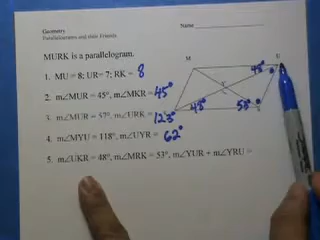 Geometry
Parallelograms and their Friends
Name
MURK is a parallelogram.
1. MU = 8; UR= 7; RK = 8
2. m∠MUR = 45°, m∠MKR = 45°
3. m∠MUR = 57°, m∠URK = 123°
4. m∠MYU = 118°, m∠UYR = 62°
5. m∠UKR = 48°, m∠MRK = 53°, m∠YUR + m∠YRU =
M
U
48°
48°
53°